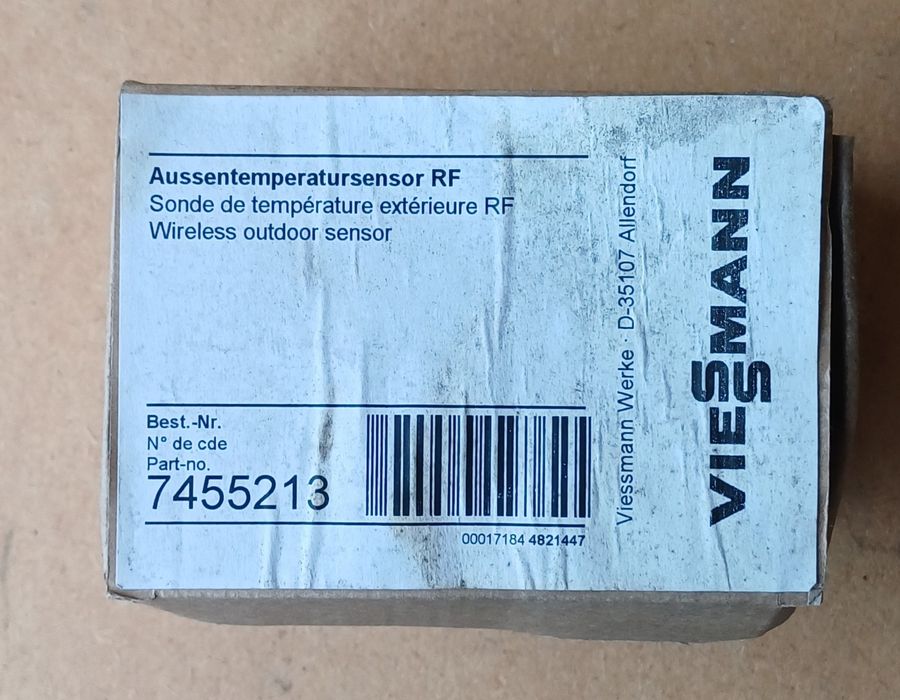 Aussentemperatursensor RF
Sonde de température extérieure RF
Wireless outdoor sensor
Best.-Nr.
N° de cde
Part-no.
7455213
00017184 4821447
Viessmann Werke · D-35107 Allendorf
VIESSMANN